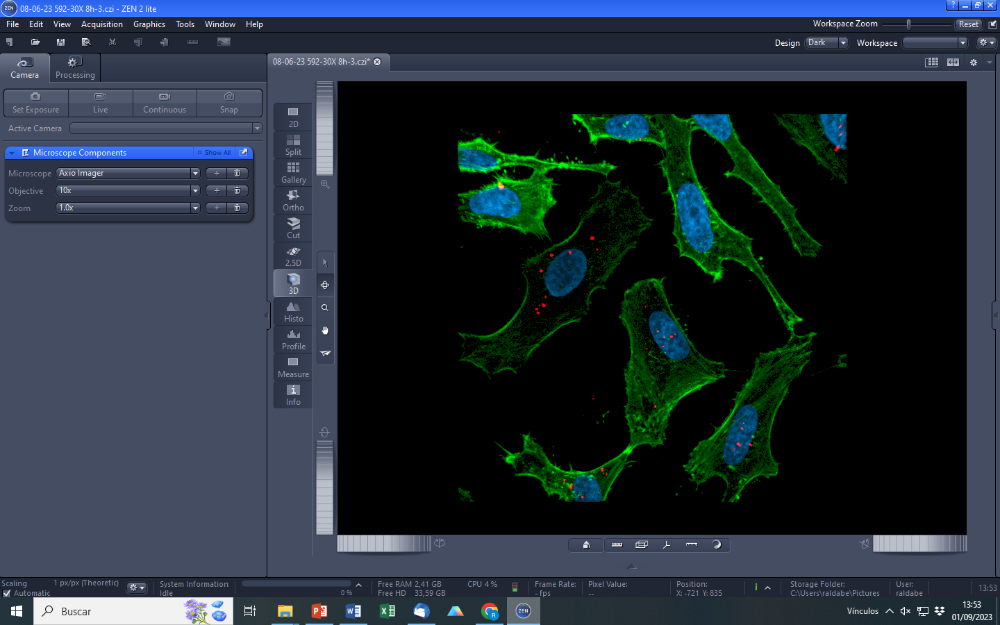 ZEN 08-06-23 592-30X 8h-3.czi - ZEN 2 lite
File Edit View Acquisition Graphics Tools Window Help
Workspace Zoom Reset
Design Dark Workspace
Camera Processing
08-06-23 592-30X 8h-3.czi*
Set Exposure Live Continuous Snap
Active Camera
Microscope Components Show All
Microscope Axio Imager
Objective 10x
Zoom 1.0x
2D
Split
Gallery
Ortho
Cut
2.5D
3D
Histo
Profile
Measure
Info
Scaling 1 px/px (Theoretic) System Information: Free RAM 2,41 GB CPU 4 % Frame Rate: Pixel Value: Position: Storage Folder: User: 13:53
Automatic Idle 0 % Free HD 33,59 GB - fps -- X: -721 Y: 835 C:\Users\raldabe\Pictures raldabe
Buscar ZEN Vínculos 13:53
01/09/2023